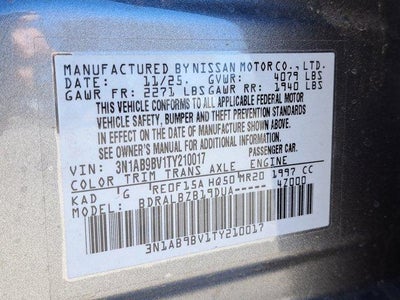 MANUFACTURED BY NISSAN MOTOR CO., LTD.
DATE: 11/25. GVWR: 4079 LBS
GAWR FR: 2271 LBS GAWR RR: 1940 LBS
THIS VEHICLE CONFORMS TO ALL APPLICABLE FEDERAL MOTOR
VEHICLE SAFETY, BUMPER AND THEFT PREVENTION STANDARDS
IN EFFECT ON THE DATE OF MANUFACTURE SHOWN ABOVE.
SEE OWNER'S MANUAL FOR ADDITIONAL INFORMATION.
VIN: 3N1AB9BV1TY210017 PASSENGER CAR.
COLOR TRIM TRANS AXLE ENGINE
KAD G RE0F15A HQ50 MR20 1997 CC
MODEL: BDRALBZB19DUA 47000
3N1AB9BV1TY210017